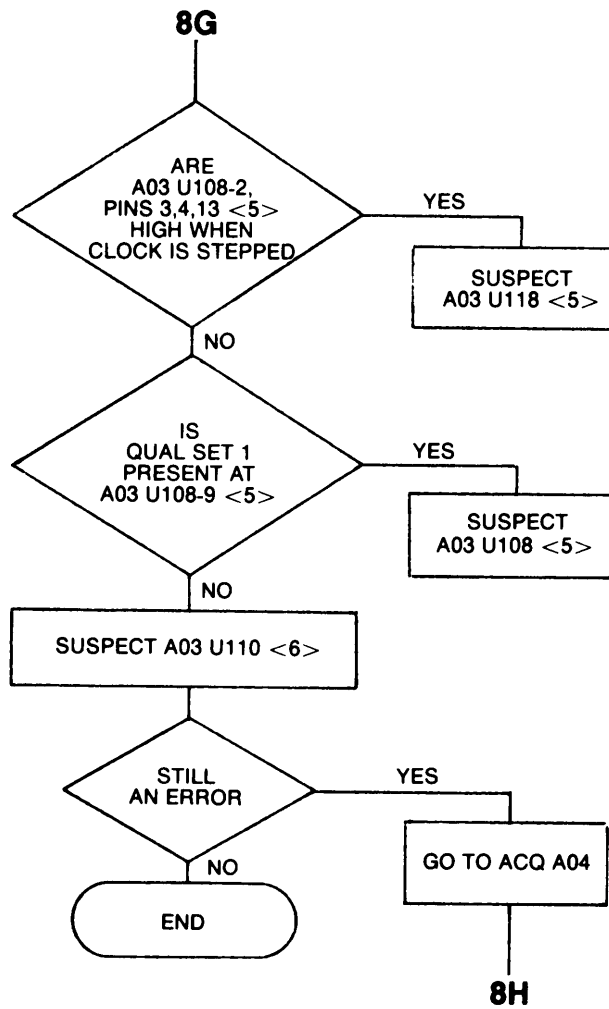 8G
ARE
A03 U108-2,
PINS 3,4,13 <5>
HIGH WHEN
CLOCK IS STEPPED
YES
SUSPECT
A03 U118 <5>
NO
IS
QUAL SET 1
PRESENT AT
A03 U108-9 <5>
YES
SUSPECT
A03 U108 <5>
NO
SUSPECT A03 U110 <6>
STILL
AN ERROR
YES
GO TO ACQ A04
NO
END
8H